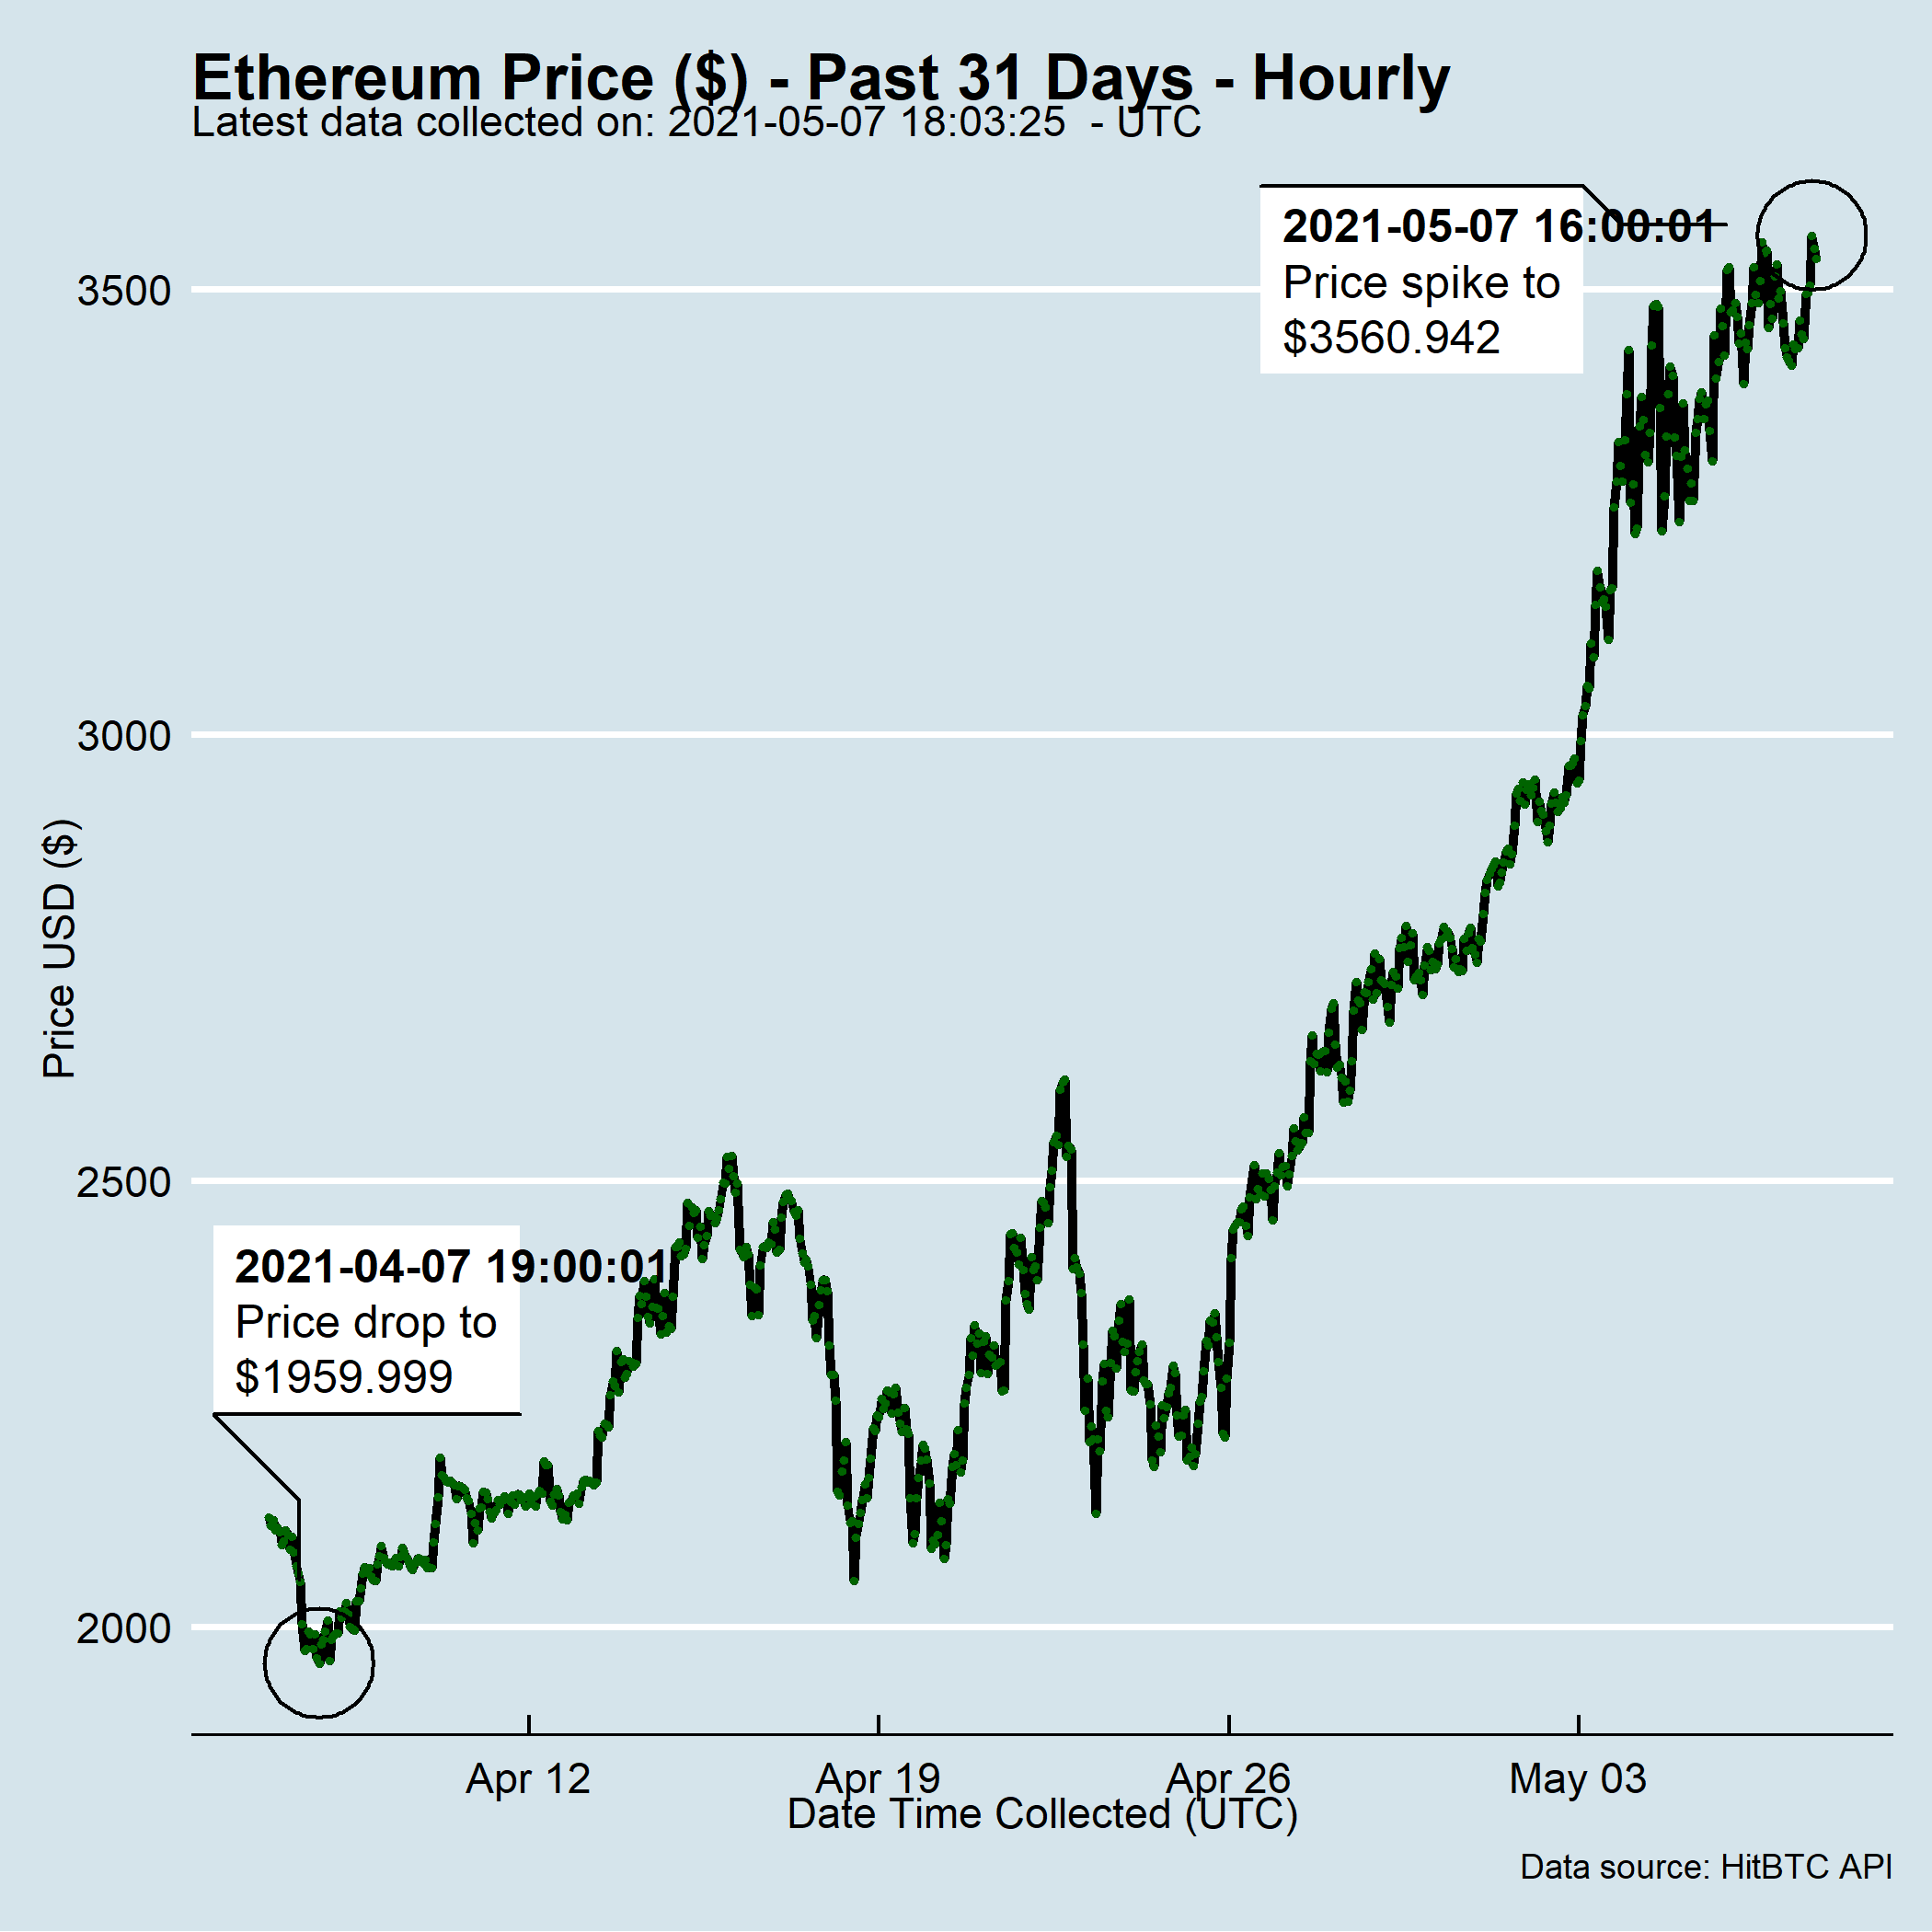 Ethereum Price ($) - Past 31 Days - Hourly
Latest data collected on: 2021-05-07 18:03:25  - UTC
2021-05-07 16:00:01
Price spike to
$3560.942
3500
3000
Price USD ($)
2500
2021-04-07 19:00:01
Price drop to
$1959.999
2000
Apr 12 Apr 19 Apr 26 May 03
Date Time Collected (UTC)
Data source: HitBTC API